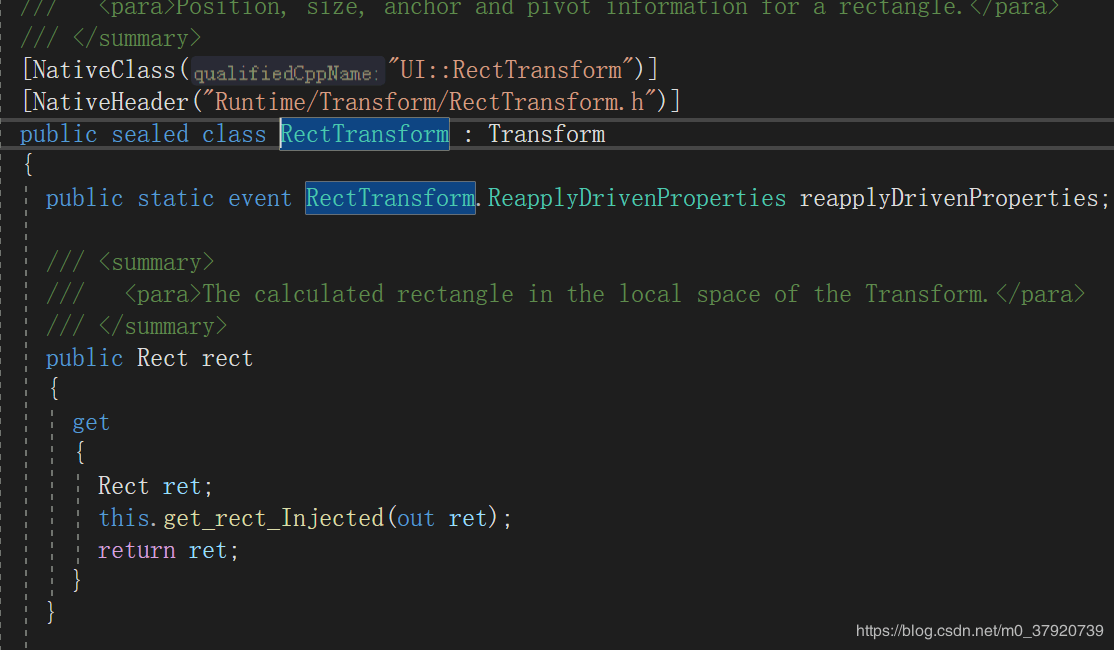 ///   <para>Position, size, anchor and pivot information for a rectangle.</para>
/// </summary>
[NativeClass(qualifiedCppName: "UI::RectTransform")]
[NativeHeader("Runtime/Transform/RectTransform.h")]
public sealed class RectTransform : Transform
{
  public static event RectTransform.ReapplyDrivenProperties reapplyDrivenProperties;
  /// <summary>
  ///   <para>The calculated rectangle in the local space of the Transform.</para>
  /// </summary>
  public Rect rect
  {
    get
    {
      Rect ret;
      this.get_rect_Injected(out ret);
      return ret;
    }
  }
https://blog.csdn.net/m0_37920739